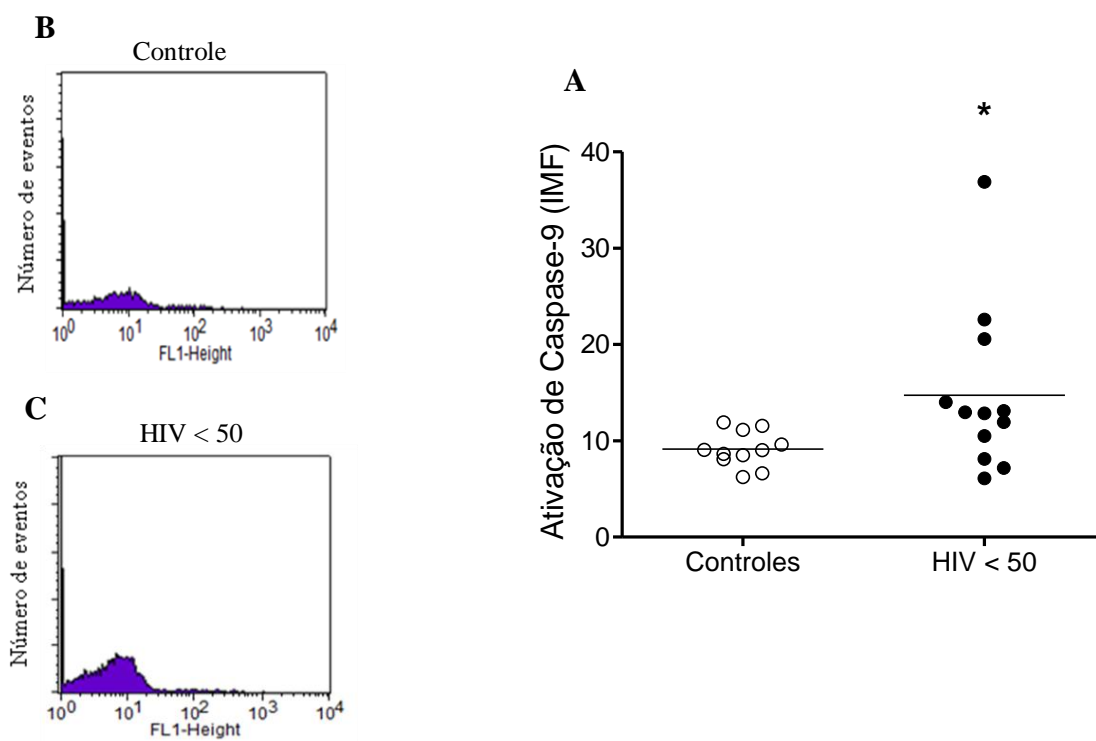 B
Controle
Número de eventos
10^0 10^1 10^2 10^3 10^4
FL1-Height
C
HIV < 50
Número de eventos
10^0 10^1 10^2 10^3 10^4
FL1-Height
A
*
Ativação de Caspase-9 (IMF)
40
30
20
10
0
Controles HIV < 50